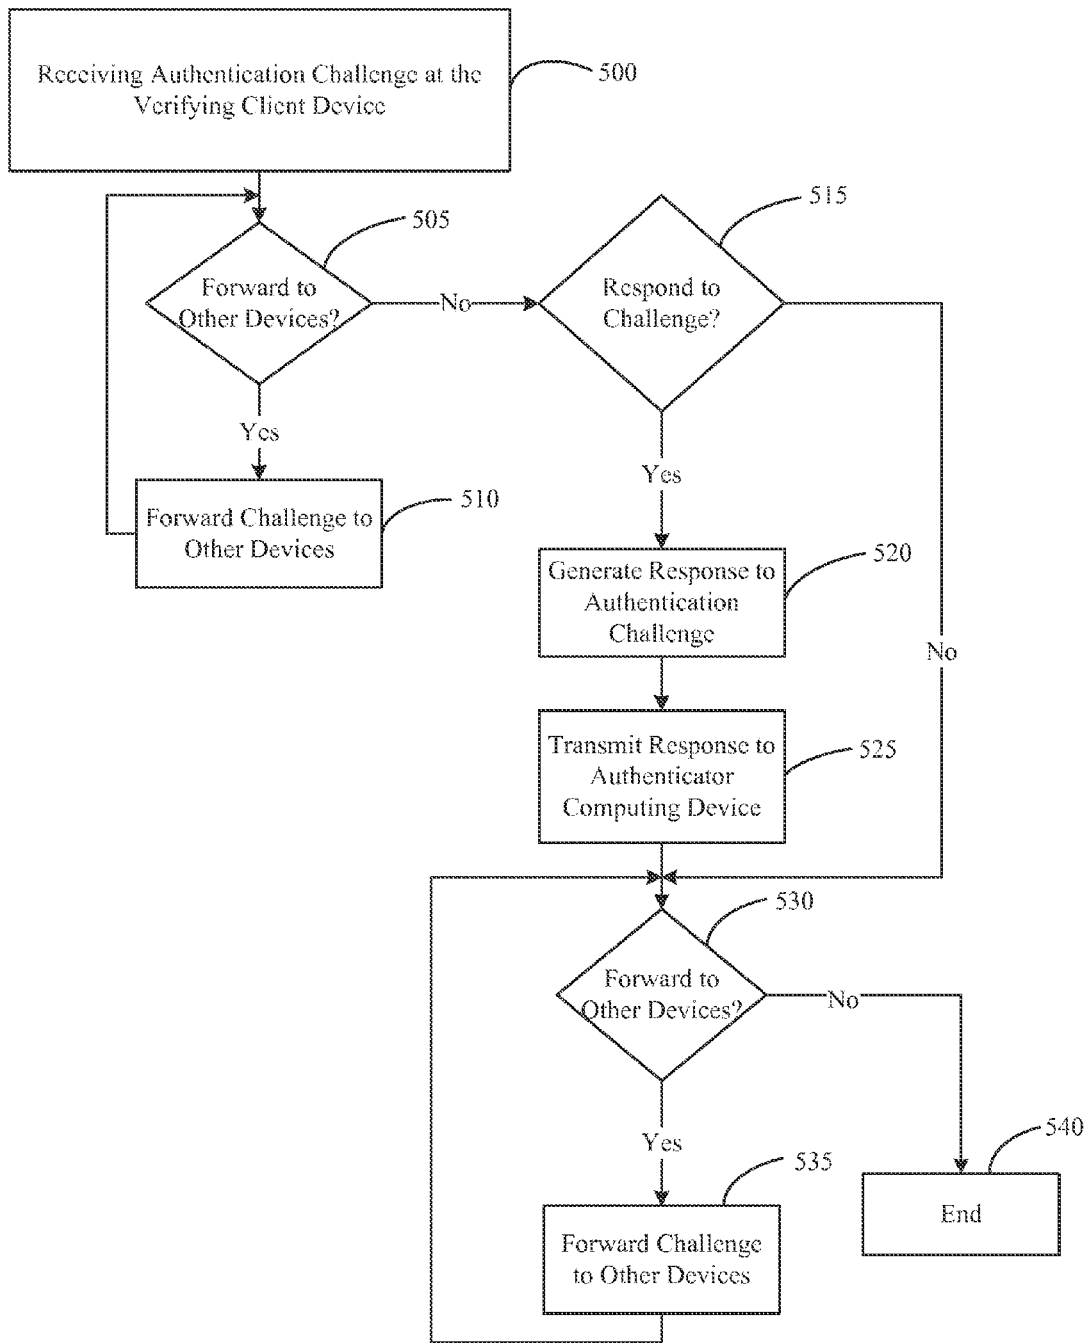 Receiving Authentication Challenge at the
Verifying Client Device
500
505
515
Forward to
Other Devices?
No
Respond to
Challenge?
Yes
Yes
510
Forward Challenge to
Other Devices
520
Generate Response to
Authentication
Challenge
No
525
Transmit Response to
Authenticator
Computing Device
530
Forward to
Other Devices?
No
Yes
540
535
End
Forward Challenge
to Other Devices